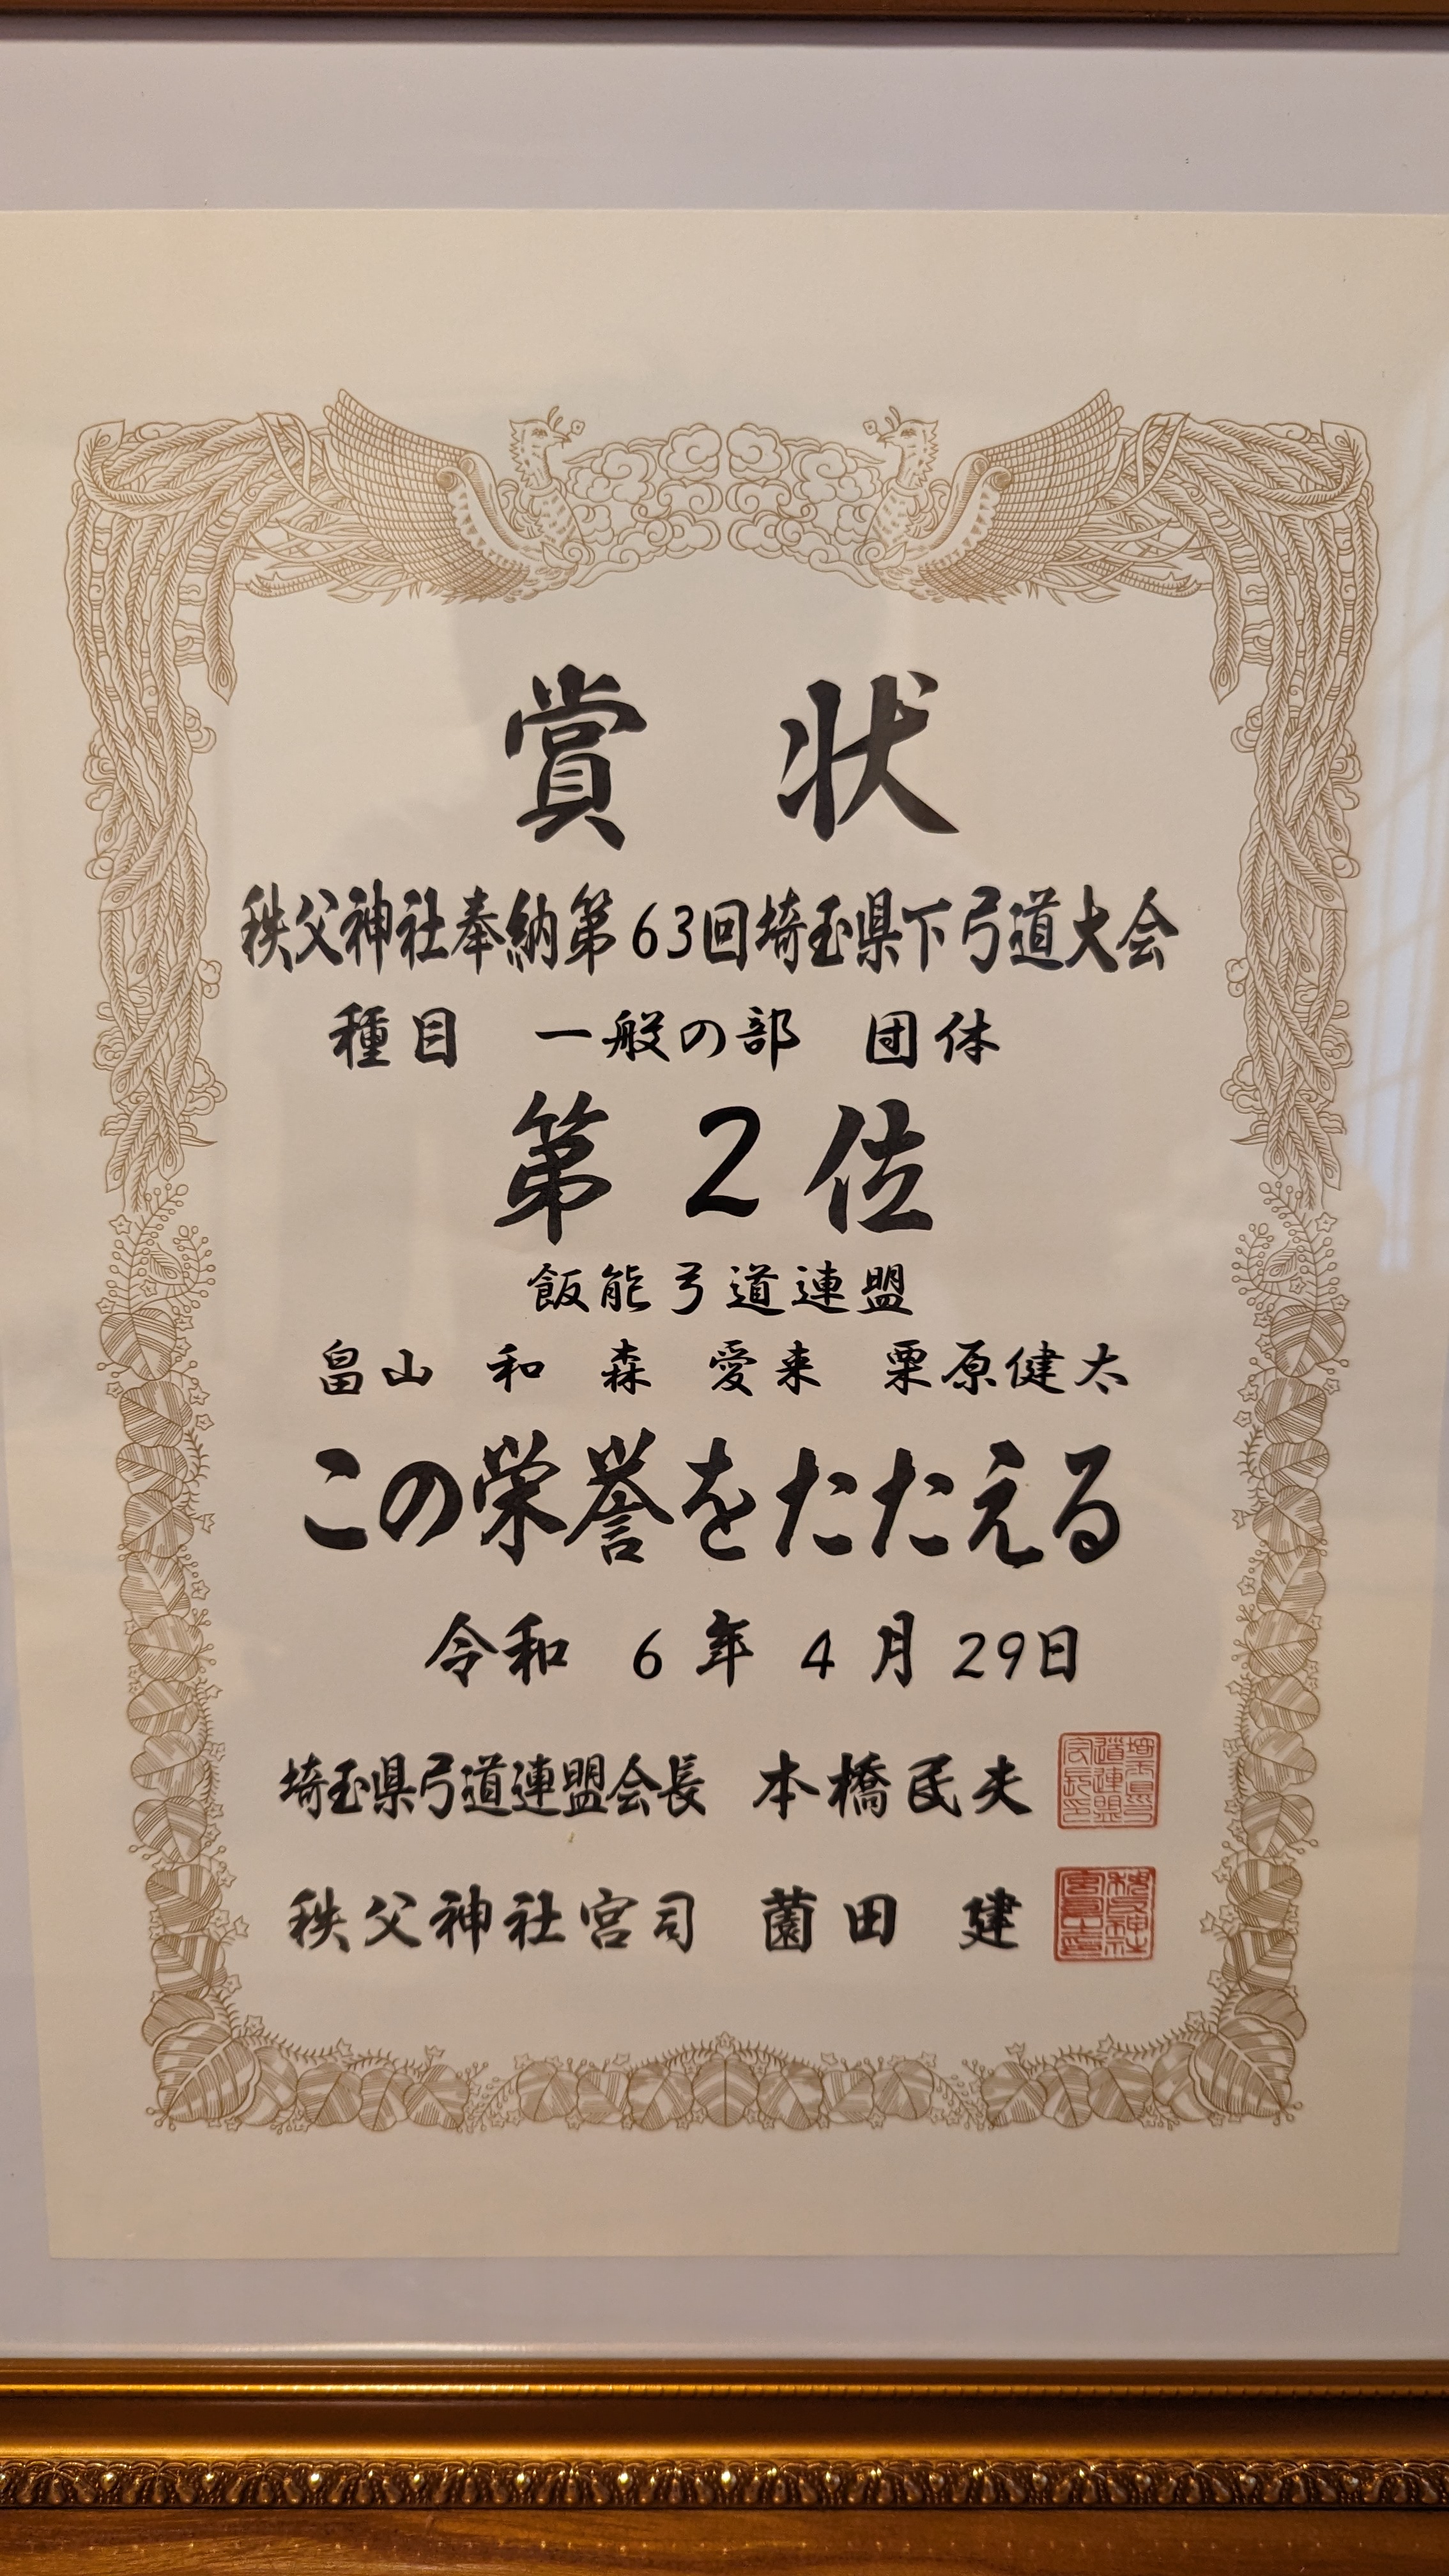 賞状
秩父神社奉納第63回埼玉県下弓道大会
種目 一般の部 団体
第2位
飯能弓道連盟
畠山 和 森 愛来 栗原健太
この栄誉をたたえる
令和 6年 4月 29日
埼玉県弓道連盟会長 本橋民夫
秩父神社宮司 薗田 建